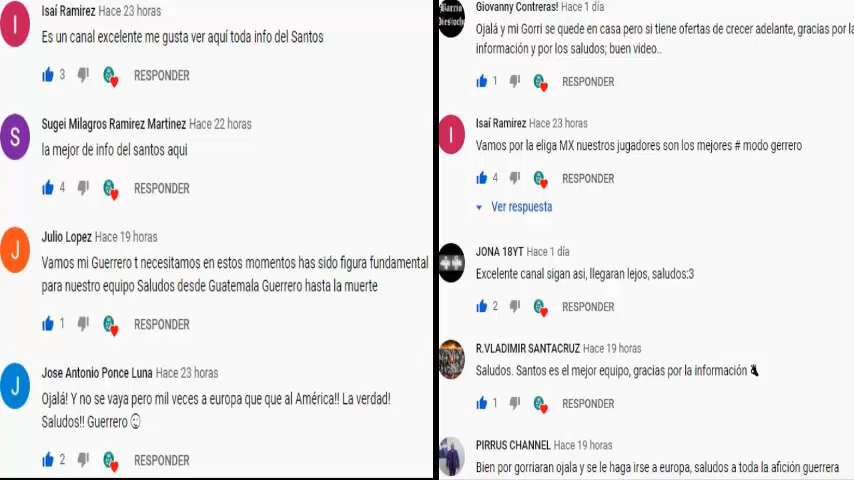 I
Isaí Ramirez Hace 23 horas
Es un canal excelente me gusta ver aquí toda info del Santos
3 RESPONDER
S
Sugei Milagros Ramirez Martinez Hace 22 horas
la mejor de info del santos aqui
4 RESPONDER
J
Julio Lopez Hace 19 horas
Vamos mi Guerrero t necesitamos en estos momentos has sido figura fundamental
para nuestro equipo Saludos desde Guatemala Guerrero hasta la muerte
1 RESPONDER
J
Jose Antonio Ponce Luna Hace 23 horas
Ojalá! Y no se vaya pero mil veces a europa que que al América!! La verdad!
Saludos!! Guerrero
2 RESPONDER
Giovanny Contreras! Hace 1 día
Ojalá y mi Gorri se quede en casa pero si tiene ofertas de crecer adelante, gracias por la
información y por los saludos; buen video..
1 RESPONDER
I
Isaí Ramirez Hace 23 horas
Vamos por la eliga MX nuestros jugadores son los mejores # modo gerrero
4 RESPONDER
Ver respuesta
JONA 18YT Hace 1 día
Excelente canal sigan asi, llegaran lejos, saludos:3
2 RESPONDER
R.VLADIMIR SANTACRUZ Hace 19 horas
Saludos. Santos es el mejor equipo, gracias por la información
1 RESPONDER
PIRRUS CHANNEL Hace 19 horas
Bien por gorriaran ojala y se le haga irse a europa, saludos a toda la afición guerrera